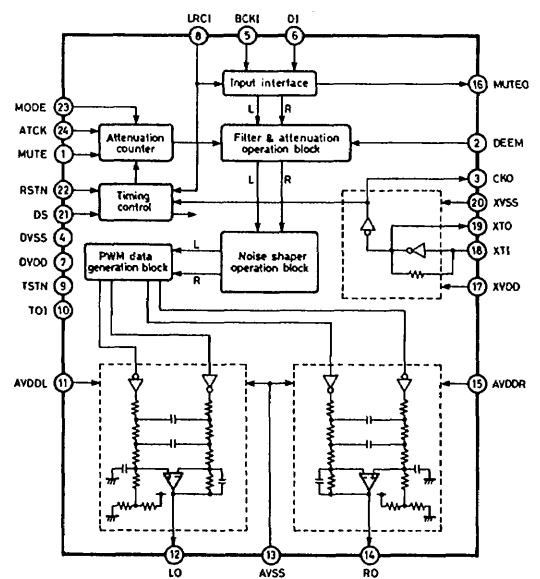 LRCI BCKI DI
8 5 6
Input interface
16 MUTEO
L R
MODE 23
ATCK 24
MUTE 1
Attenuation counter
Filter & attenuation operation block
2 DEEM
3 CKO
L R
RSTN 22
DS 21
Timing control
20 XVSS
19 XTO
18 XTI
17 XVDD
DVSS 4
DVDD 7
TSTN 9
TO1 10
PWM data generation block
L
R
Noise shaper operation block
AVDDL 11
15 AVDDR
12 13 14
LO AVSS RO